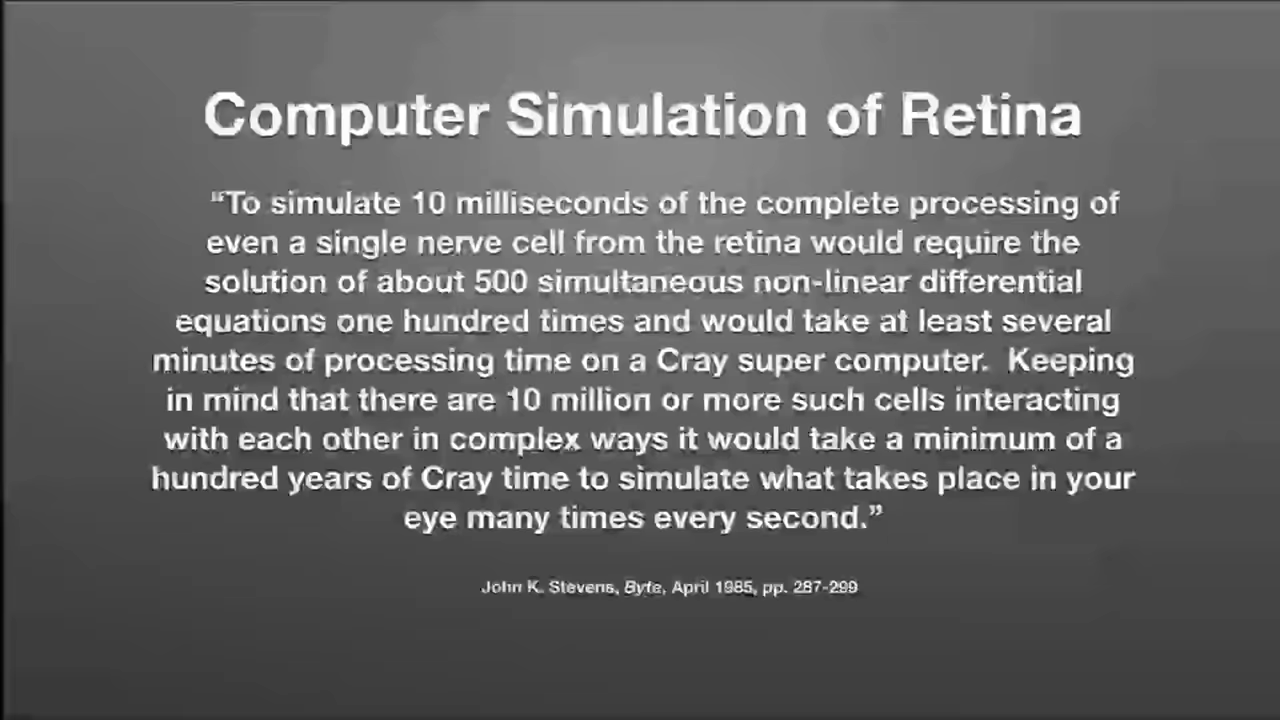 Computer Simulation of Retina
“To simulate 10 milliseconds of the complete processing of
even a single nerve cell from the retina would require the
solution of about 500 simultaneous non-linear differential
equations one hundred times and would take at least several
minutes of processing time on a Cray super computer.  Keeping
in mind that there are 10 million or more such cells interacting
with each other in complex ways it would take a minimum of a
hundred years of Cray time to simulate what takes place in your
eye many times every second.”
John K. Stevens, Byte, April 1985, pp. 287-299